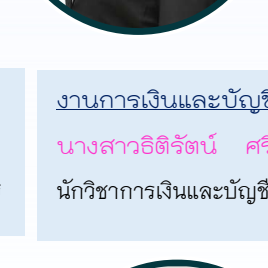 งานการเงินและบัญชี
นางสาวธิติรัตน์
นักวิชาการเงินและบัญชี